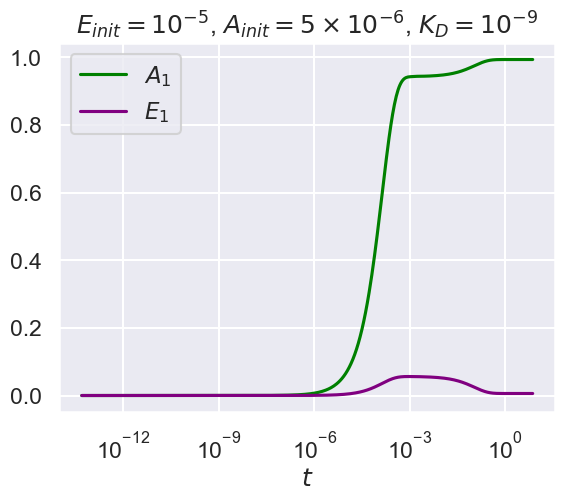 E_init = 10^-5, A_init = 5 × 10^-6, K_D = 10^-9
A_1
E_1
1.0
0.8
0.6
0.4
0.2
0.0
10^-12 10^-9 10^-6 10^-3 10^0
t